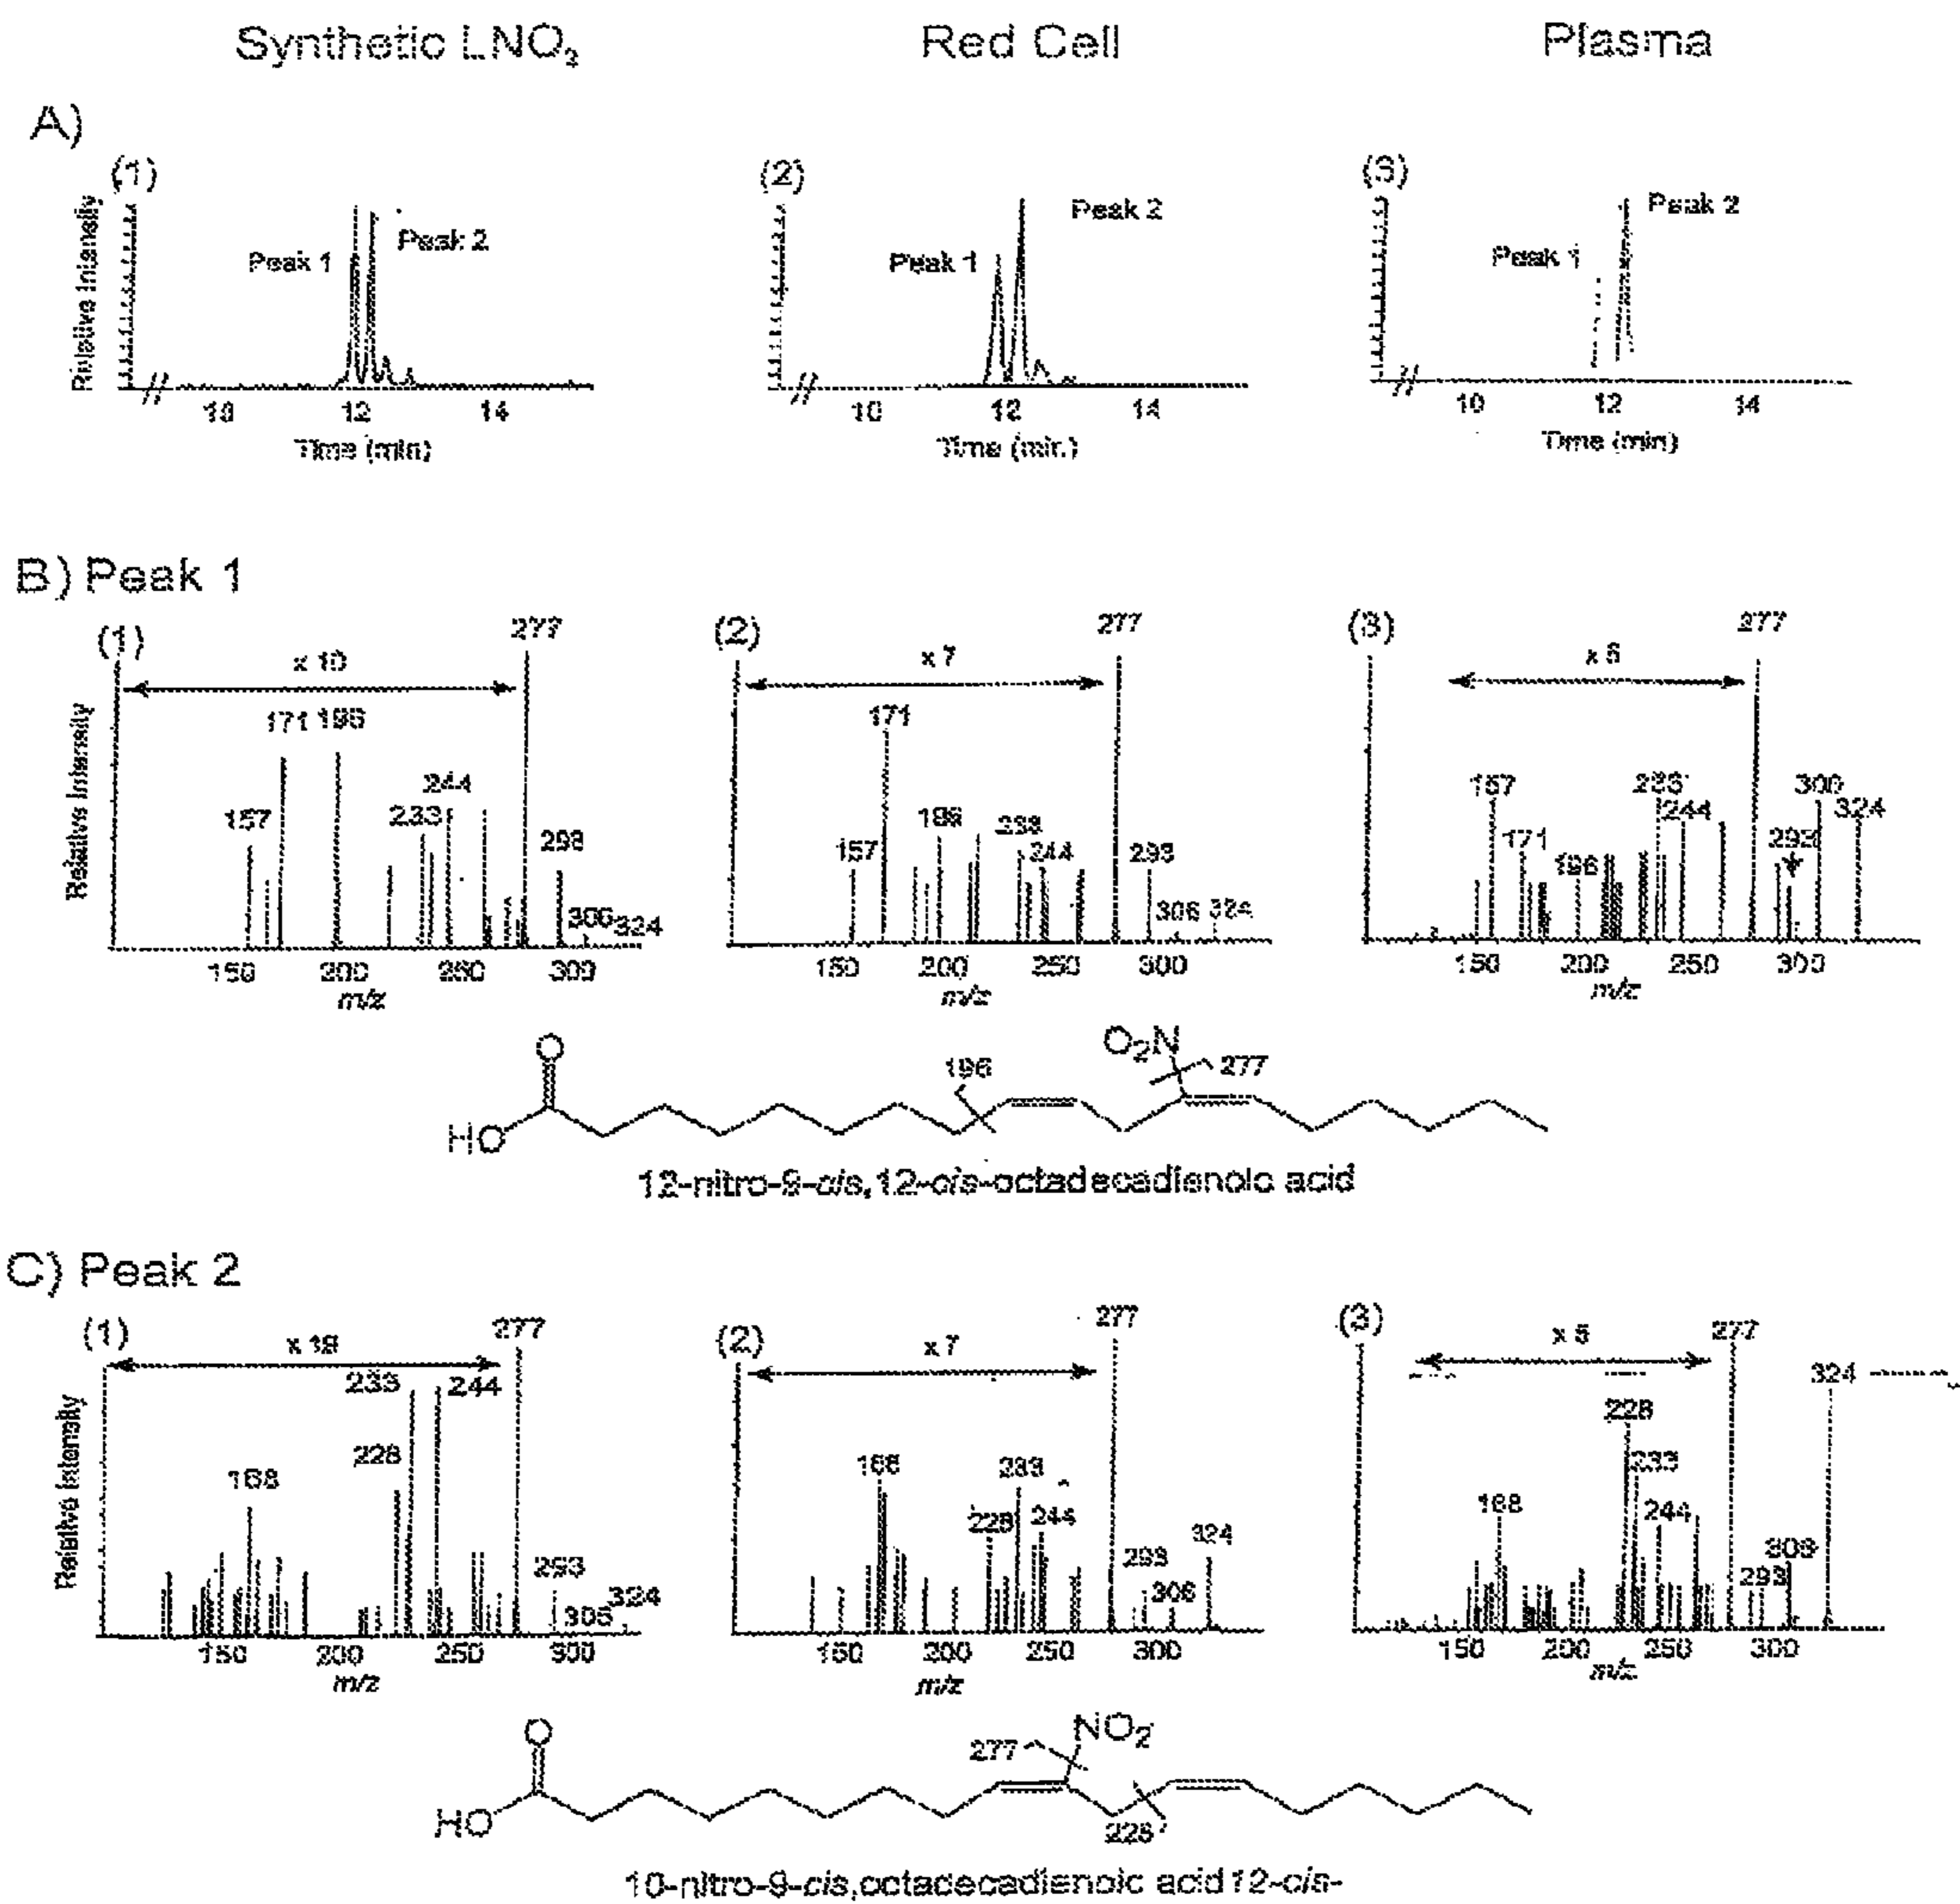 Synthetic LNO₂
Red Cell
Plasma
A)
(1)
Relative Intensity
Peak 1
Peak 2
10
12
14
Time (min)
(2)
Peak 1
Peak 2
10
12
14
Time (min.)
(3)
Peak 1
Peak 2
10
12
14
Time (min)
B) Peak 1
(1)
Relative Intensity
x 10
277
171 196
157
233
244
293
306
324
150
200
250
300
m/z
(2)
x 7
277
171
157
196
233
244
293
306
324
150
200
250
300
m/z
(3)
277
157
171
196
233
244
293
324
150
200
250
300
m/z
O
HO
196
O₂N
277
12-nitro-9-cis,12-cis-octadecadienoic acid
C) Peak 2
(1)
Relative Intensity
277
233
244
228
168
293
306
324
150
200
250
300
m/z
(2)
x 7
277
168
228
233
244
293
306
324
150
200
250
300
m/z
(3)
277
324
228
233
168
244
293
306
150
200
250
300
m/z
O
HO
277
NO₂
228
10-nitro-9-cis,octadecadienoic acid12-cis-